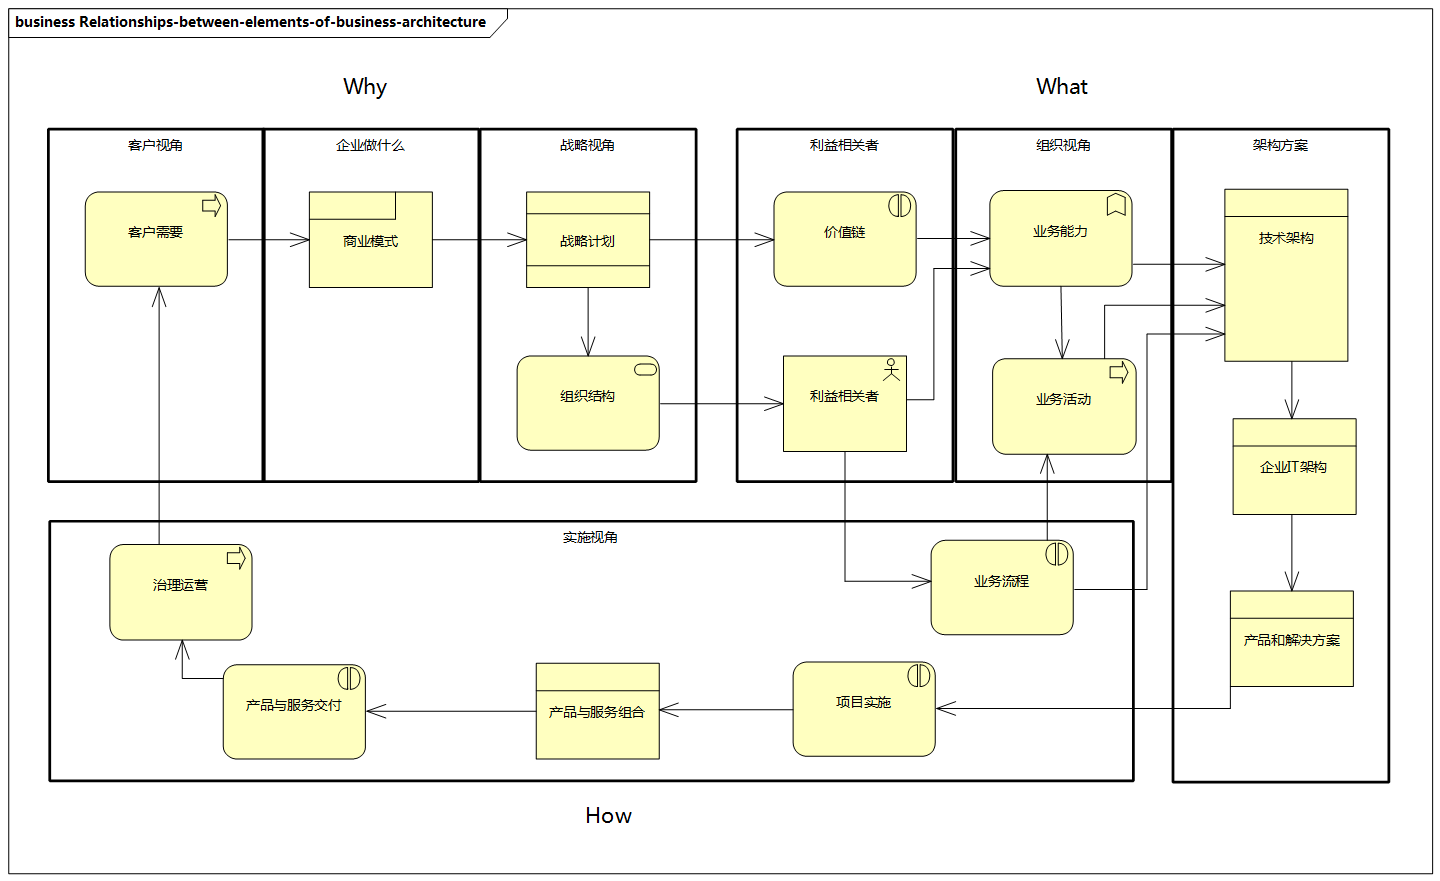 business Relationships-between-elements-of-business-architecture
Why
What
客户视角
企业做什么
战略视角
利益相关者
组织视角
架构方案
客户需要
商业模式
战略计划
价值链
业务能力
技术架构
组织结构
利益相关者
业务活动
企业IT架构
实施视角
治理运营
业务流程
产品和解决方案
产品与服务交付
产品与服务组合
项目实施
How